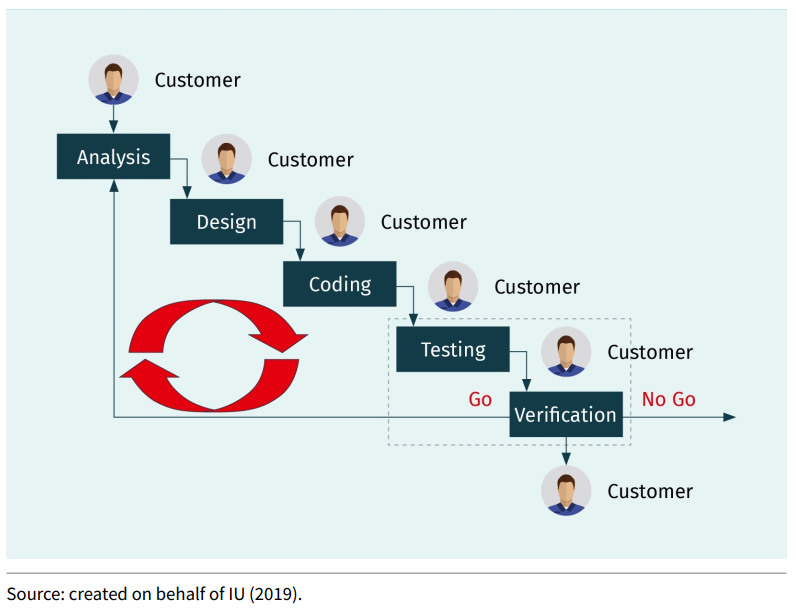 Customer
Analysis
Customer
Design
Customer
Coding
Customer
Testing
Customer
Go
Verification
No Go
Customer
Source: created on behalf of IU (2019).